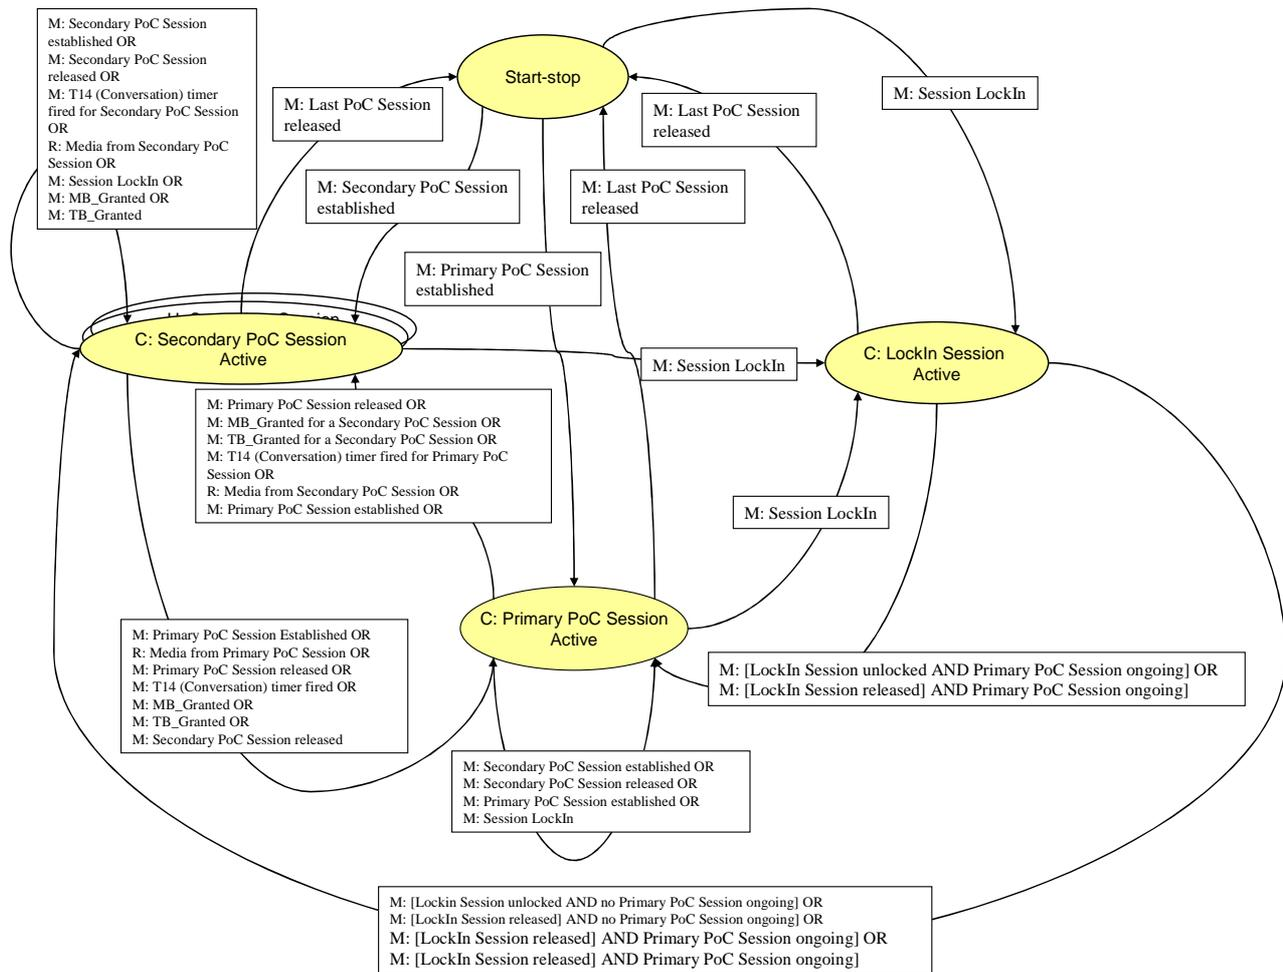 M: Secondary PoC Session
established OR
M: Secondary PoC Session
released OR
M: T14 (Conversation) timer
fired for Secondary PoC Session
OR
R: Media from Secondary PoC
Session OR
M: Session LockIn OR
M: MB_Granted OR
M: TB_Granted
Start-stop
M: Last PoC Session
released
M: Last PoC Session
released
M: Session LockIn
M: Secondary PoC Session
established
M: Last PoC Session
released
M: Primary PoC Session
established
C: Secondary PoC Session
Active
M: Session LockIn
C: LockIn Session
Active
M: Primary PoC Session released OR
M: MB_Granted for a Secondary PoC Session OR
M: TB_Granted for a Secondary PoC Session OR
M: T14 (Conversation) timer fired for Primary PoC
Session OR
R: Media from Secondary PoC Session OR
M: Primary PoC Session established OR
M: Session LockIn
C: Primary PoC Session
Active
M: Primary PoC Session Established OR
R: Media from Primary PoC Session OR
M: Primary PoC Session released OR
M: T14 (Conversation) timer fired OR
M: MB_Granted OR
M: TB_Granted OR
M: Secondary PoC Session released
M: [LockIn Session unlocked AND Primary PoC Session ongoing] OR
M: [LockIn Session released] AND Primary PoC Session ongoing]
M: Secondary PoC Session established OR
M: Secondary PoC Session released OR
M: Primary PoC Session established OR
M: Session LockIn
M: [Lockin Session unlocked AND no Primary PoC Session ongoing] OR
M: [LockIn Session released] AND no Primary PoC Session ongoing] OR
M: [LockIn Session released] AND Primary PoC Session ongoing] OR
M: [LockIn Session released] AND Primary PoC Session ongoing]